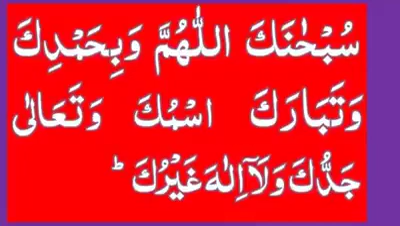 سُبْحٰنَكَ اللّٰهُمَّ وَبِحَمْدِكَ
وَتَبَارَكَ اسْمُكَ وَتَعَالٰى
جَدُّكَ وَلَآ اِلٰهَ غَيْرُكَ ؕ